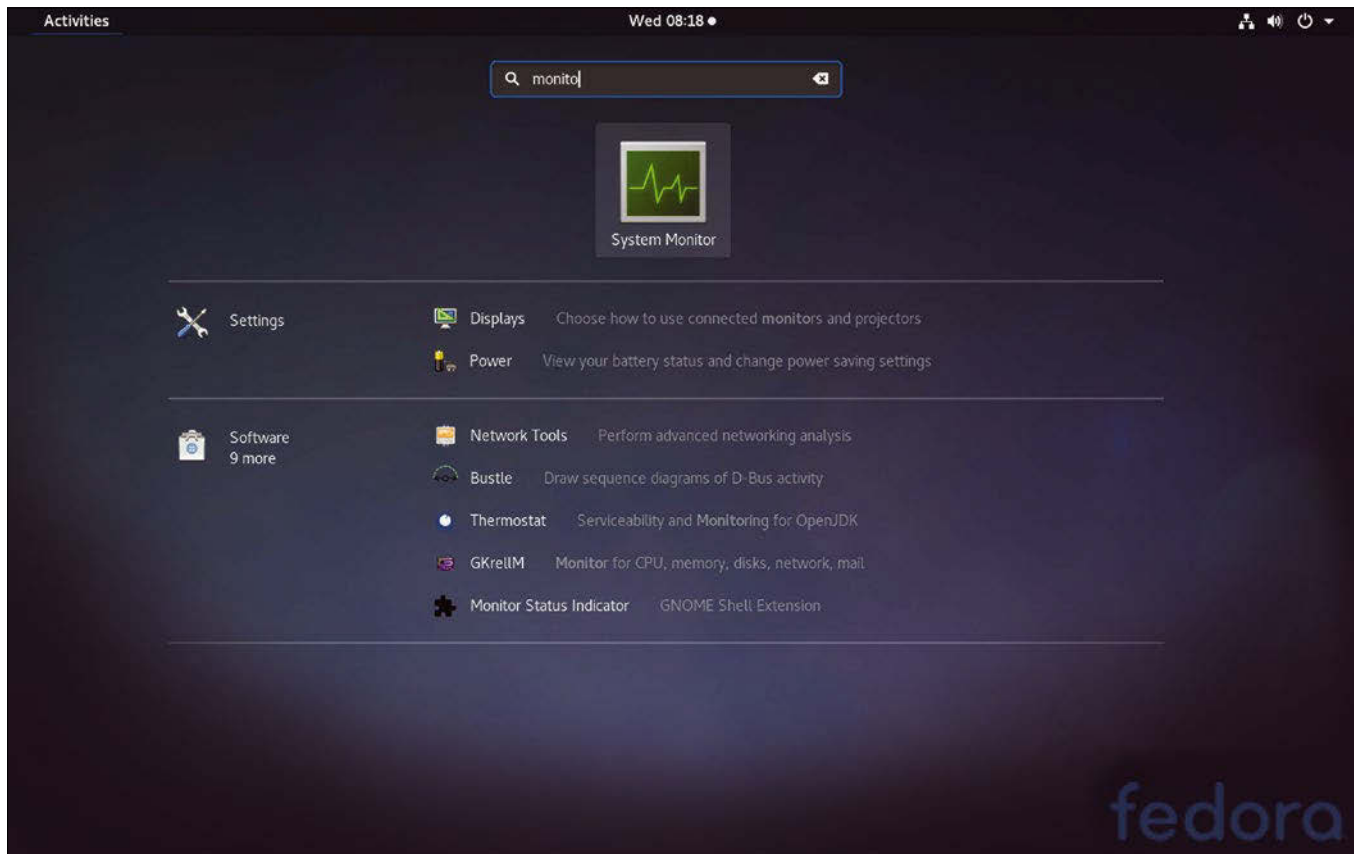 Activities
Wed 08:18
monito
System Monitor
Settings
Displays Choose how to use connected monitors and projectors
Power View your battery status and change power saving settings
Software
9 more
Network Tools Perform advanced networking analysis
Bustle Draw sequence diagrams of D-Bus activity
Thermostat Serviceability and Monitoring for OpenJDK
GKrellM Monitor for CPU, memory, disks, network, mail
Monitor Status Indicator GNOME Shell Extension
fedora